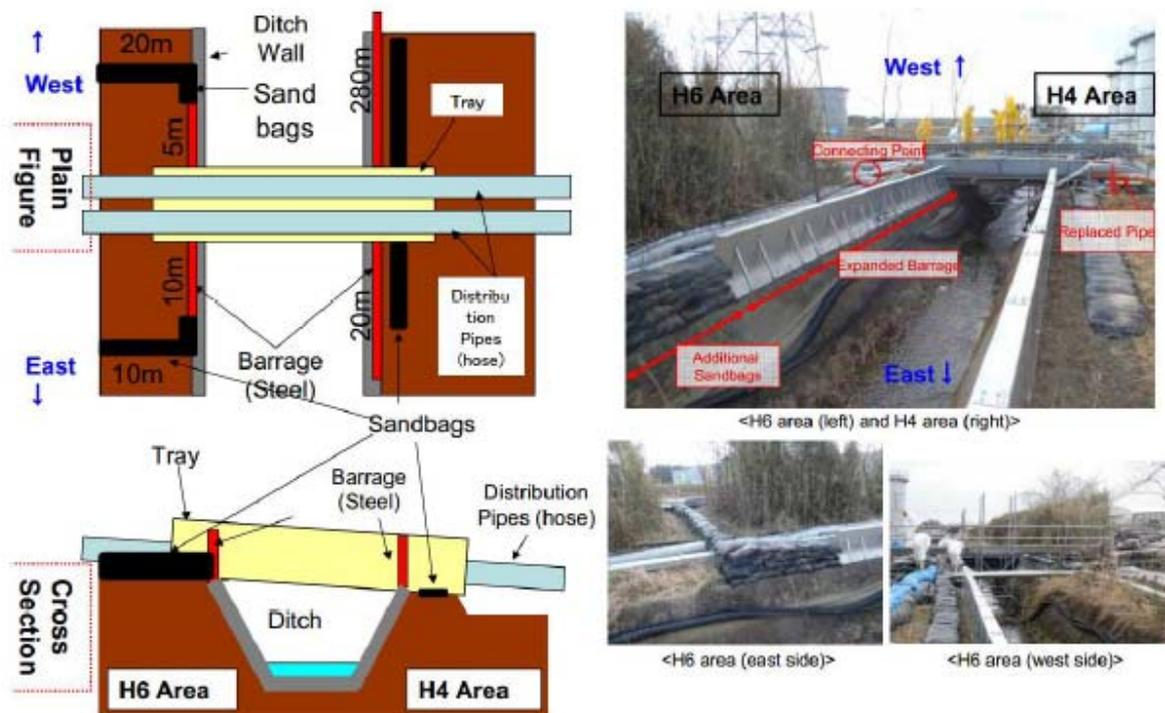 ↑
West
20m
Ditch
Wall
Sand
bags
280m
Tray
5m
Plain
Figure
10m
20m
Distribu
tion
Pipes
(hose)
East
↓
10m
Barrage
(Steel)
Sandbags
Tray
Barrage
(Steel)
Distribution
Pipes (hose)
Cross
Section
Ditch
H6 Area
H4 Area
West ↑
H6 Area
H4 Area
Connecting Point
Replaced Pipe
Expanded Barrage
Additional
Sandbags
East ↓
<H6 area (left) and H4 area (right)>
<H6 area (east side)>
<H6 area (west side)>